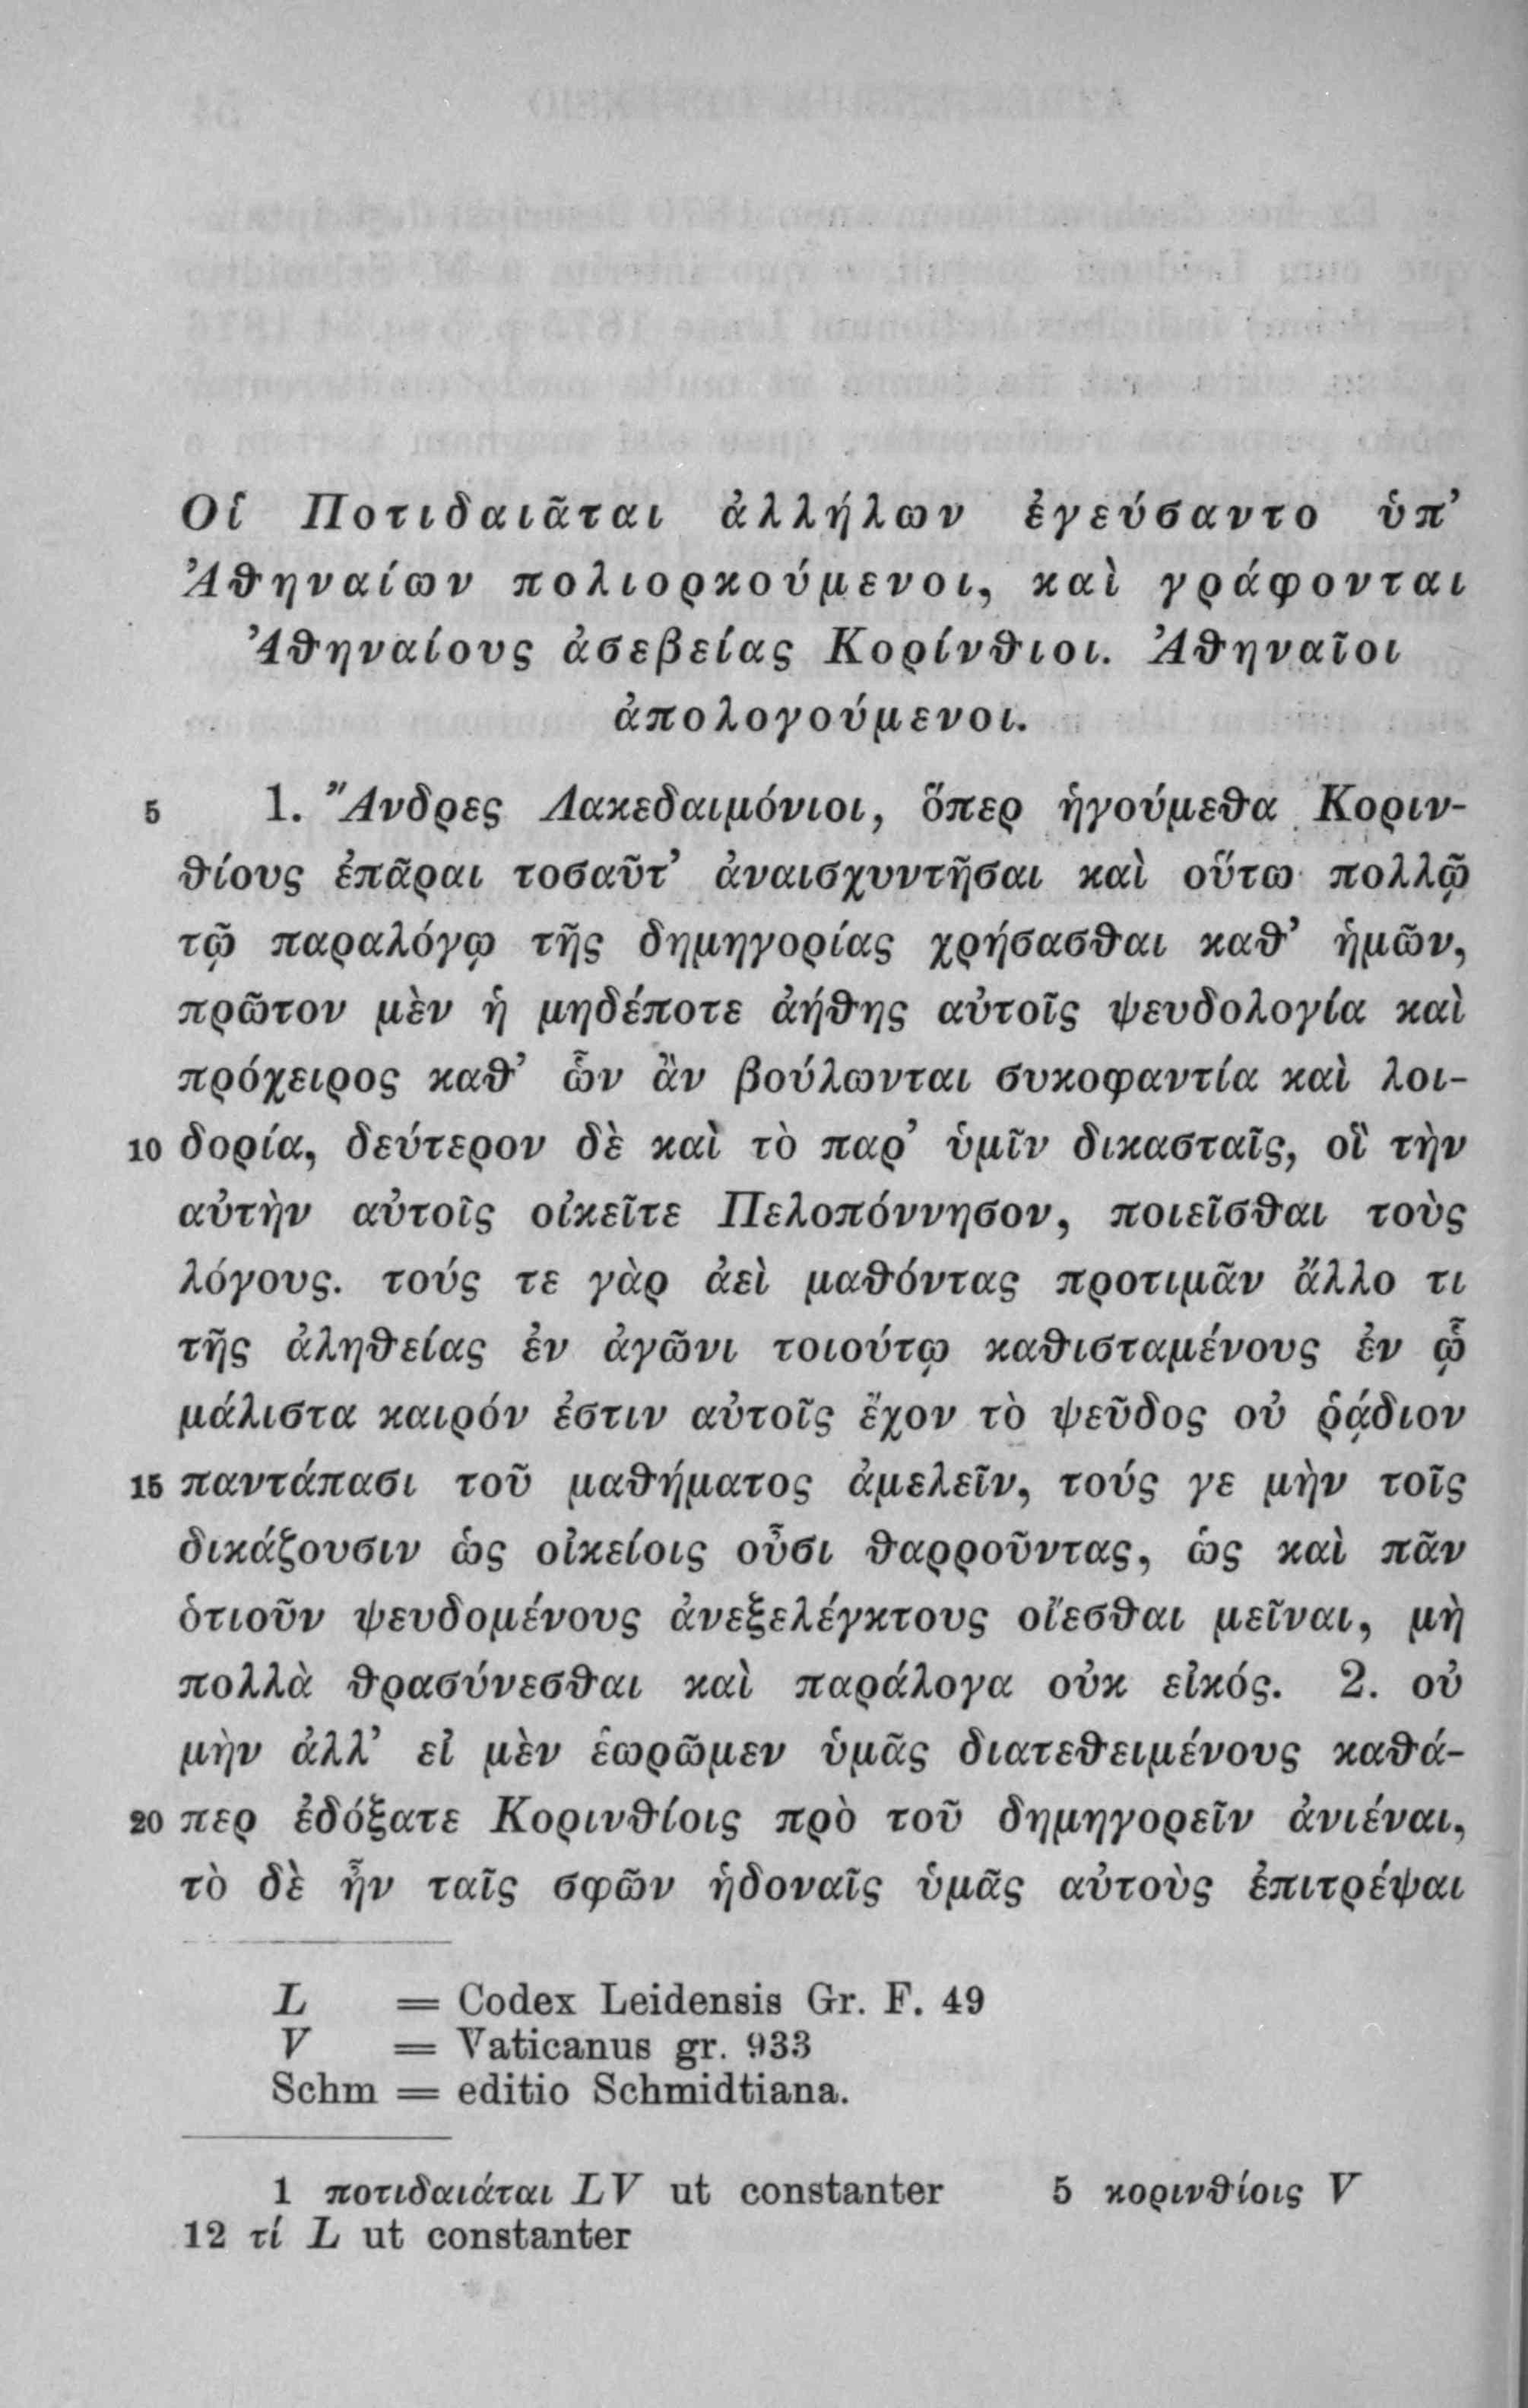 Οἱ Ποτιδαιᾶται ἀλλήλων ἐγεύσαντο ὑπ’
Ἀθηναίων πολιορκούμενοι, καὶ γράφονται
Ἀθηναίους ἀσεβείας Κορίνθιοι. Ἀθηναῖοι
ἀπολογούμενοι.
5 1. Ἄνδρες Λακεδαιμόνιοι, ὅπερ ἡγούμεθα Κοριν-
θίους ἐπᾶραι τοσαῦτ’ ἀναισχυντῆσαι καὶ οὕτω πολλῷ
τῷ παραλόγῳ τῆς δημηγορίας χρήσασθαι καθ’ ἡμῶν,
πρῶτον μὲν ἡ μηδέποτε ἀήθης αὐτοῖς ψευδολογία καὶ
πρόχειρος καθ’ ὧν ἂν βούλωνται συκοφαντία καὶ λοι-
10 δορία, δεύτερον δὲ καὶ τὸ παρ’ ὑμῖν δικασταῖς, οἳ τὴν
αὐτὴν αὐτοῖς οἰκεῖτε Πελοπόννησον, ποιεῖσθαι τοὺς
λόγους. τούς τε γὰρ ἀεὶ μαθόντας προτιμᾶν ἄλλο τι
τῆς ἀληθείας ἐν ἀγῶνι τοιούτῳ καθισταμένους ἐν ᾧ
μάλιστα καιρόν ἐστιν αὐτοῖς ἔχον τὸ ψεῦδος οὐ ῥᾴδιον
15 παντάπασι τοῦ μαθήματος ἀμελεῖν, τούς γε μὴν τοῖς
δικάζουσιν ὡς οἰκείοις οὖσι θαρροῦντας, ὡς καὶ πᾶν
ὁτιοῦν ψευδομένους ἀνεξελέγκτους οἴεσθαι μεῖναι, μὴ
πολλὰ θρασύνεσθαι καὶ παράλογα οὐκ εἰκός. 2. οὐ
μὴν ἀλλ’ εἰ μὲν ἑωρῶμεν ὑμᾶς διατεθειμένους καθά-
20 περ ἐδόξατε Κορινθίοις πρὸ τοῦ δημηγορεῖν ἀνιέναι,
τὸ δὲ ἦν ταῖς σφῶν ἡδοναῖς ὑμᾶς αὐτοὺς ἐπιτρέψαι
L = Codex Leidensis Gr. F. 49
V = Vaticanus gr. 933
Schm = editio Schmidtiana.
1 ποτιδαιάται LV ut constanter 5 κορινθίοις V
12 τί L ut constanter